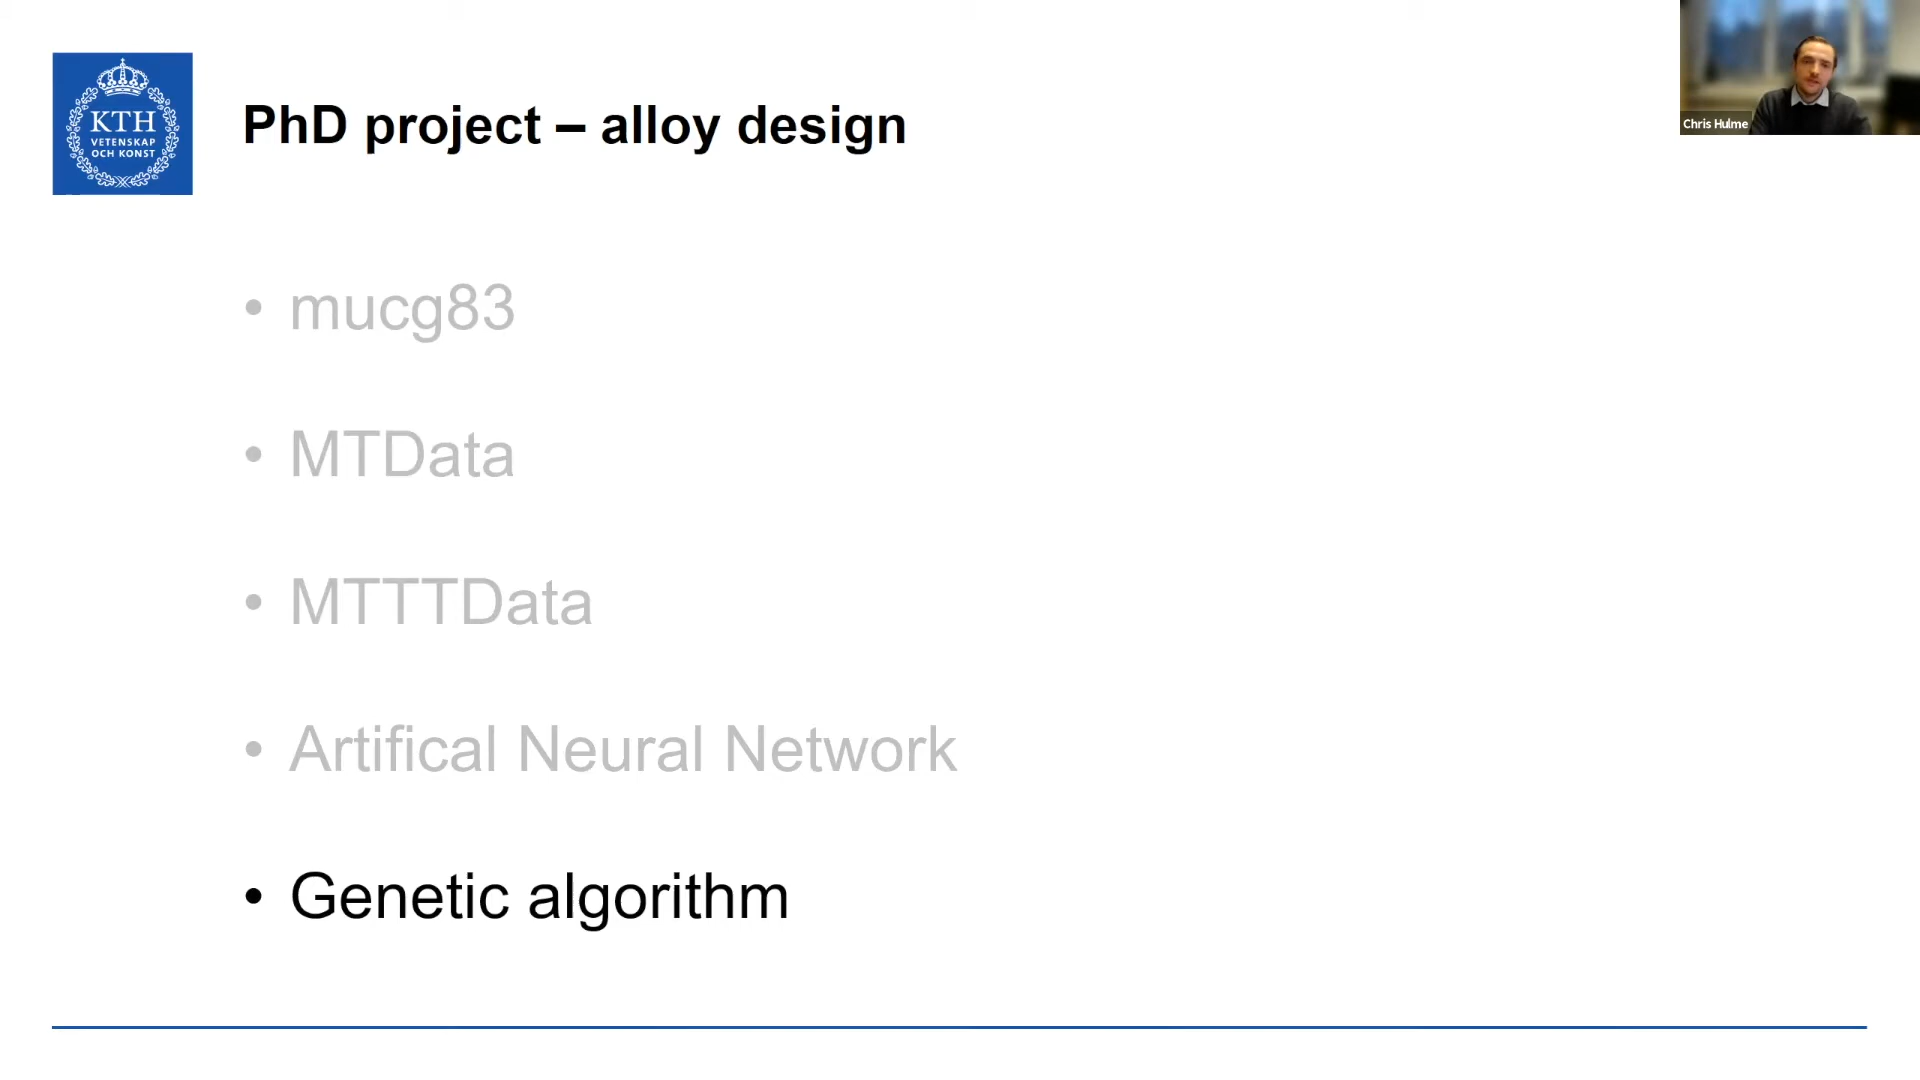 KTH
VETENSKAP
OCH KONST
PhD project – alloy design
Chris Hulme
• mucg83
• MTData
• MTTTData
• Artifical Neural Network
• Genetic algorithm